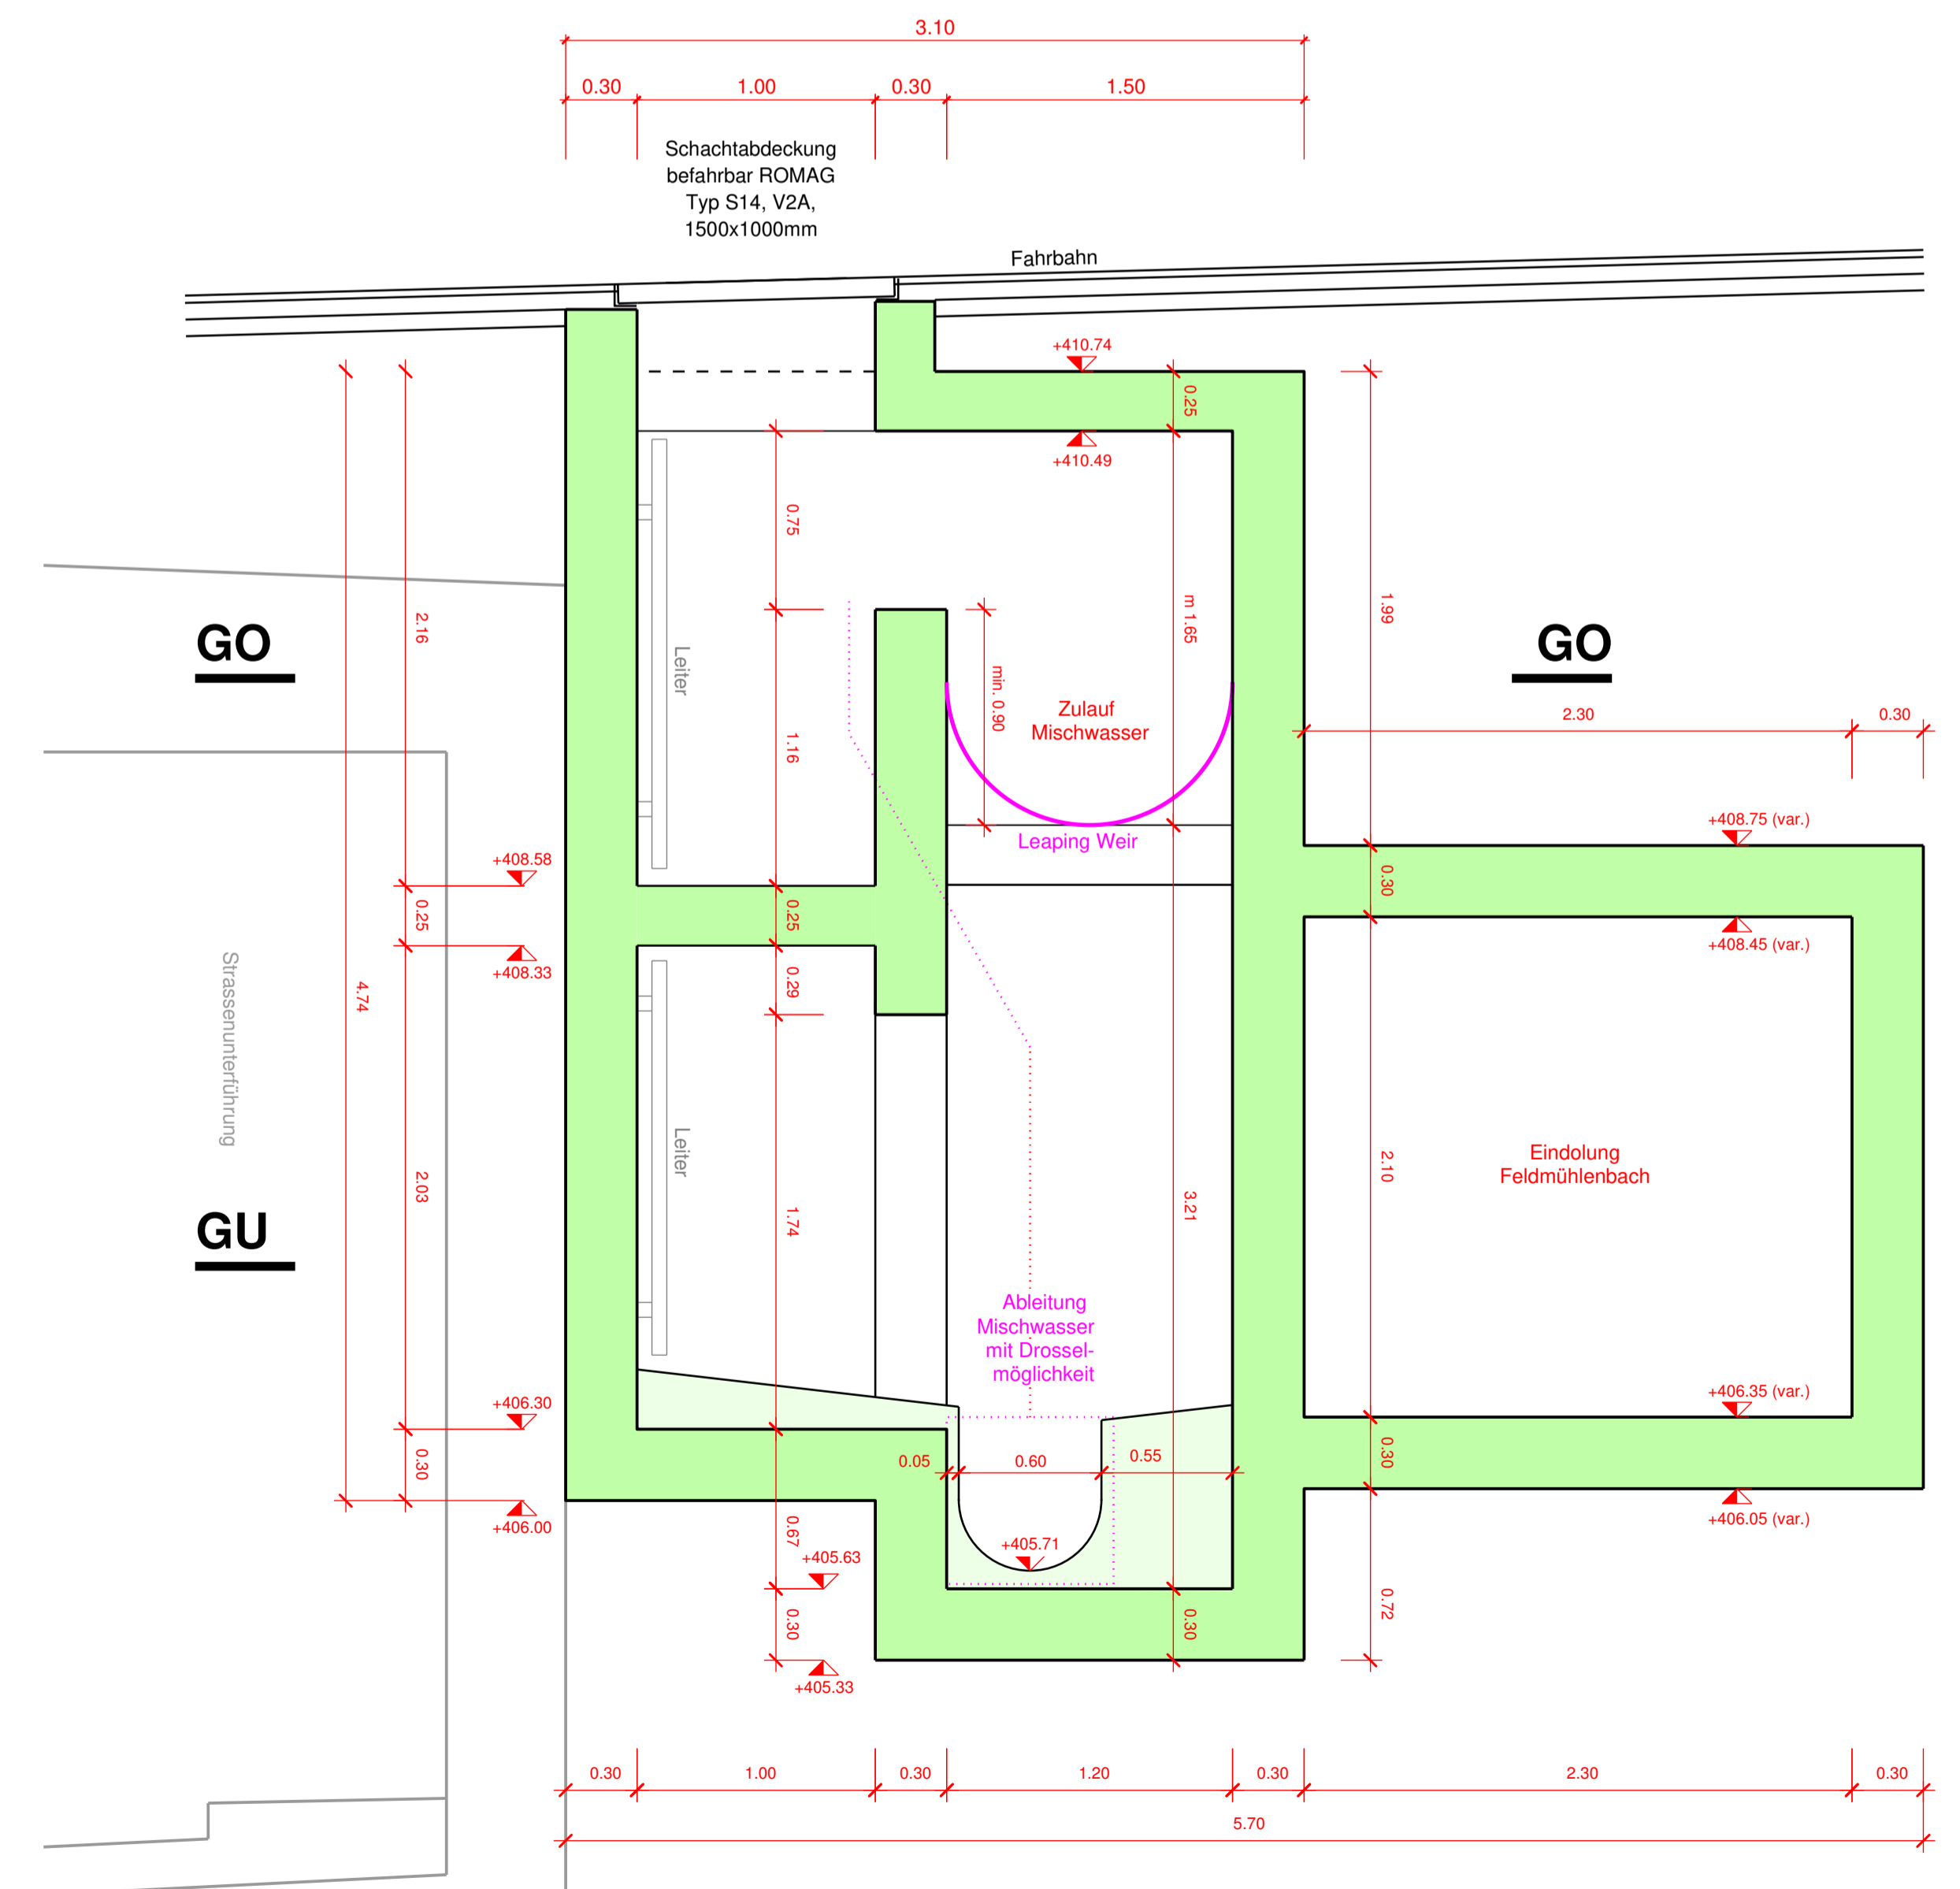 3.10
0.30
1.00
0.30
1.50
Schachtabdeckung
befahrbar ROMAG
Typ S14, V2A,
1500x1000mm
Fahrbahn
+410.74
0.25
+410.49
0.75
2.16
GO
Leiter
m 1.65
1.99
GO
min. 0.90
Zulauf
Mischwasser
2.30
0.30
1.16
+408.75 (var.)
Leaping Weir
+408.58
0.30
0.25
0.25
+408.45 (var.)
+408.33
0.29
4.74
Strassenunterführung
Leiter
Eindolung
Feldmühlenbach
2.10
2.03
3.21
1.74
GU
Ableitung
Mischwasser
mit Drossel-
möglichkeit
+406.30
+406.35 (var.)
0.30
0.05
0.60
0.55
0.30
+406.00
+406.05 (var.)
0.67
+405.71
+405.63
0.72
0.30
0.30
+405.33
0.30
1.00
0.30
1.20
0.30
2.30
0.30
5.70